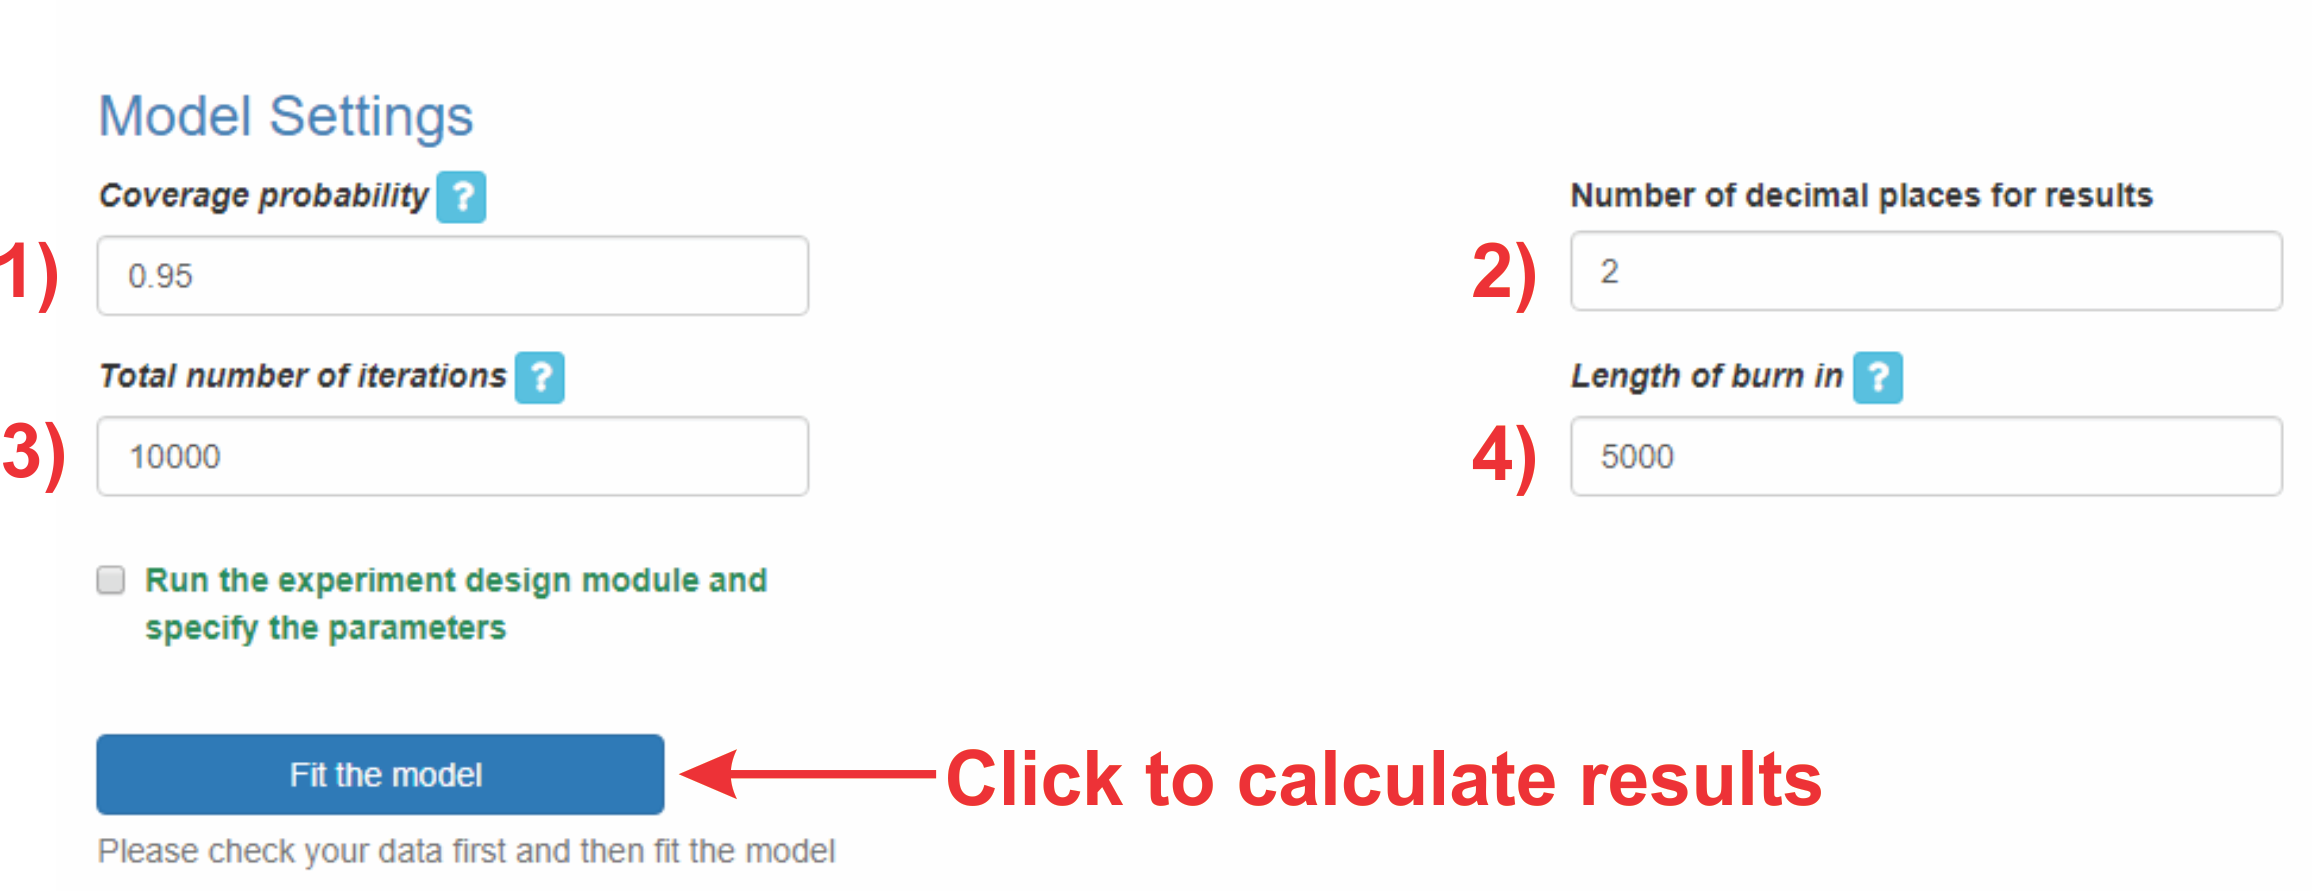 Model Settings
Coverage probability ?
Number of decimal places for results
1) 0.95
2) 2
Total number of iterations ?
Length of burn in ?
3) 10000
4) 5000
Run the experiment design module and
specify the parameters
Fit the model
Click to calculate results
Please check your data first and then fit the model